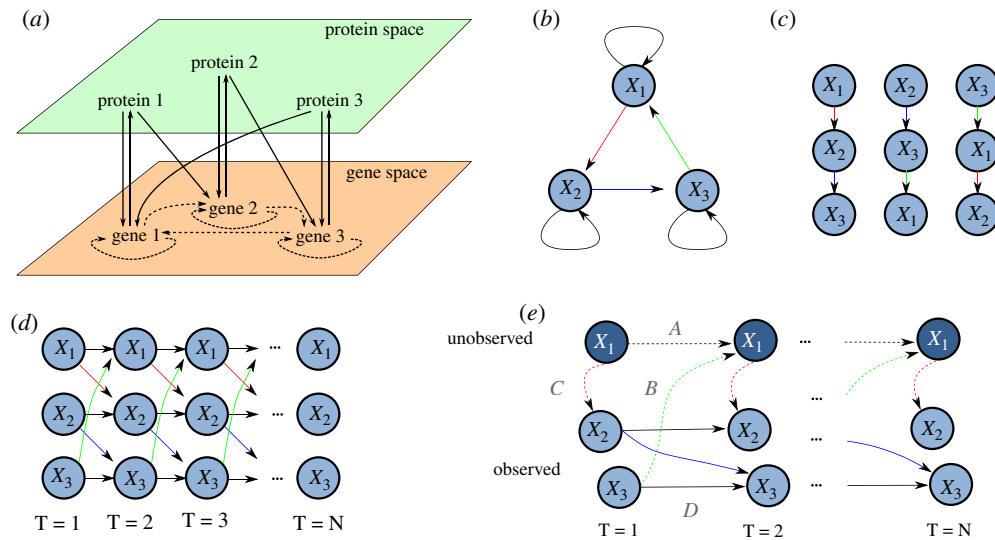 (a)
protein space
protein 2
protein 1
protein 3
gene space
gene 2
gene 1
gene 3
(b)
X1
X2
X3
(c)
X1 X2 X3
X2 X3 X1
X3 X1 X2
(d)
X1 X1 X1 ... X1
X2 X2 X2 ... X2
X3 X3 X3 ... X3
T = 1 T = 2 T = 3 T = N
(e)
unobserved
X1 A X1 ... X1
C B
...
X2 X2 X2
...
observed
X3 X3 ... X3
D
T = 1 T = 2 T = N